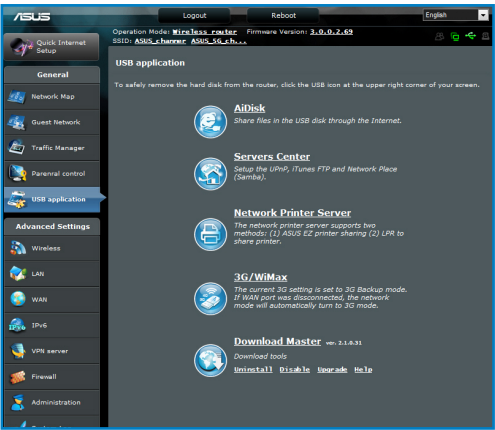 ASUS
Logout
Reboot
English
Quick Internet
Setup
Operation Mode: Wireless router Firmware Version: 3.0.0.2.69
SSID: ASUS_channer ASUS_5G_ch...
General
Network Map
Guest Network
Traffic Manager
Parenral control
USB application
Advanced Settings
Wireless
LAN
WAN
IPv6
VPN server
Firewall
Administration
USB application
To safely remove the hard disk from the router, click the USB icon at the upper right corner of your screen.
AiDisk
Share files in the USB disk through the Internet.
Servers Center
Setup the UPnP, iTunes FTP and Network Place
(Samba).
Network Printer Server
The network printer server supports two
methods: (1) ASUS EZ printer sharing (2) LPR to
share printer.
3G/WiMax
The current 3G setting is set to 3G Backup mode.
If WAN port was dissconnected, the network
mode will automatically turn to 3G mode.
Download Master ver. 2.1.0.31
Download tools
Uninstall Disable Upgrade Help